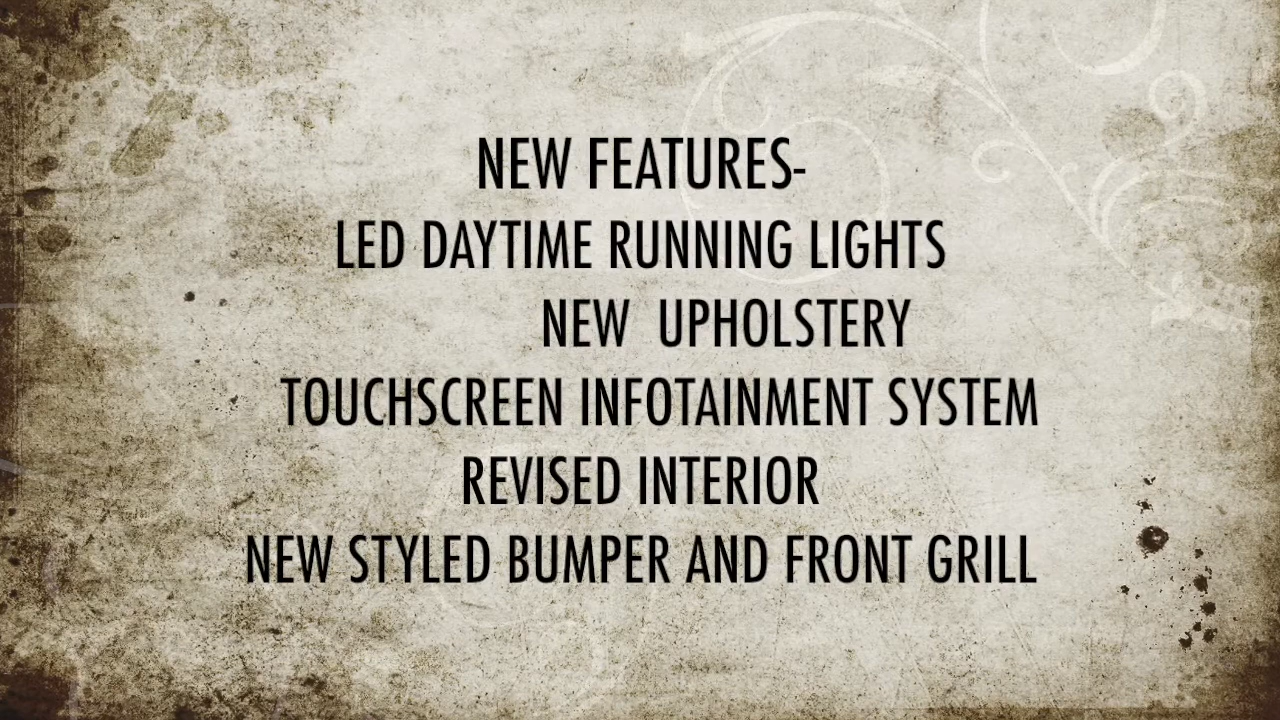 NEW FEATURES-
LED DAYTIME RUNNING LIGHTS
NEW UPHOLSTERY
TOUCHSCREEN INFOTAINMENT SYSTEM
REVISED INTERIOR
NEW STYLED BUMPER AND FRONT GRILL